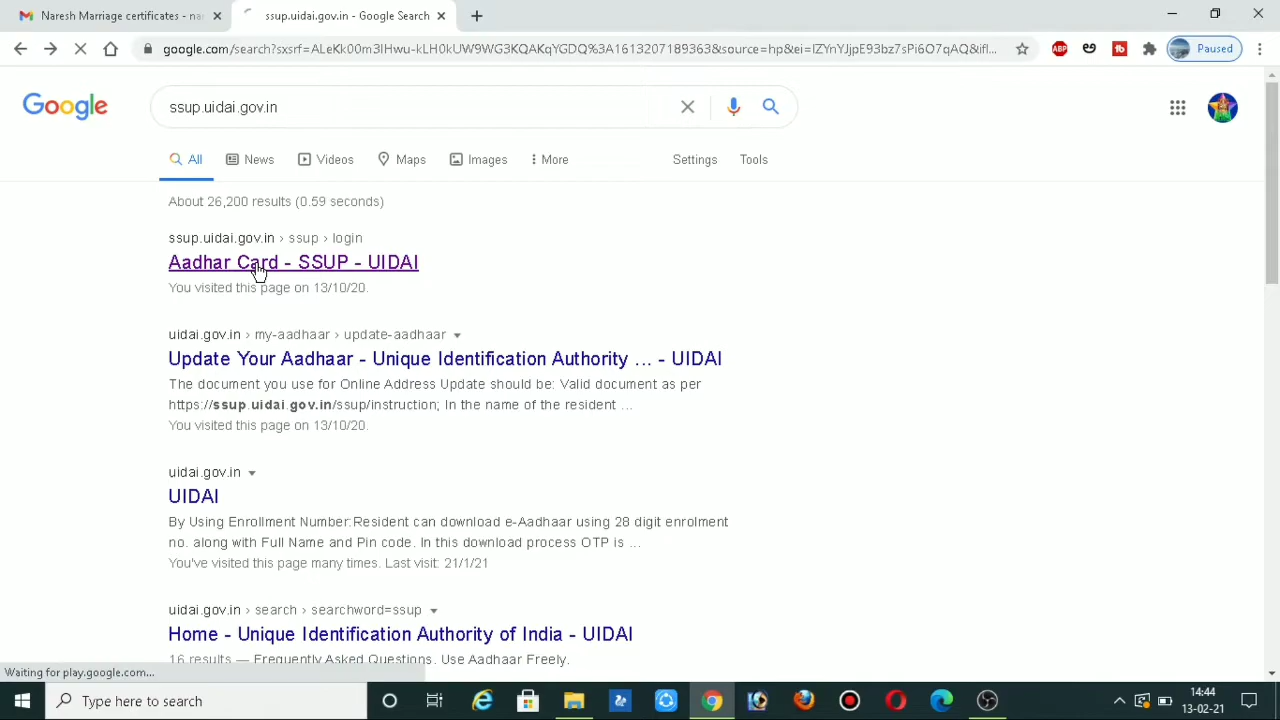 Naresh Marriage certificates - nar
ssup.uidai.gov.in - Google Search
google.com/search?sxsrf=ALeKk00m3IHwu-kLH0kUW9WG3KQAKqYGDQ%3A1613207189363&source=hp&ei=IZYnYJjpE93bz7sPi6O7qAQ&ifl...
ABP
Paused
Google
ssup.uidai.gov.in
All News Videos Maps Images More Settings Tools
About 26,200 results (0.59 seconds)
ssup.uidai.gov.in › ssup › login
Aadhar Card - SSUP - UIDAI
You visited this page on 13/10/20.
uidai.gov.in › my-aadhaar › update-aadhaar
Update Your Aadhaar - Unique Identification Authority ... - UIDAI
The document you use for Online Address Update should be: Valid document as per
https://ssup.uidai.gov.in/ssup/instruction; In the name of the resident ...
You visited this page on 13/10/20.
uidai.gov.in
UIDAI
By Using Enrollment Number:Resident can download e-Aadhaar using 28 digit enrolment
no. along with Full Name and Pin code. In this download process OTP is ...
You've visited this page many times. Last visit: 21/1/21
uidai.gov.in › search › searchword=ssup
Home - Unique Identification Authority of India - UIDAI
16 results — Frequently Asked Questions. Use Aadhaar Freely.
Waiting for play.google.com...
Type here to search
14:44
13-02-21